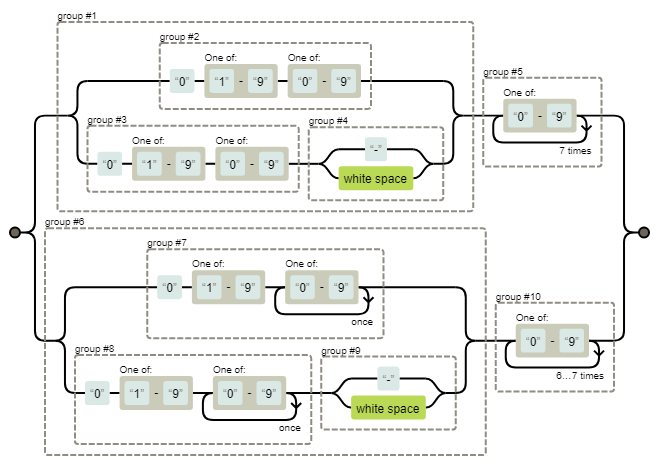 group #1
group #2
One of: One of:
“0” “1” - “9” “0” - “9”
group #5
One of:
“0” - “9”
7 times
group #3
One of: One of:
“0” “1” - “9” “0” - “9”
group #4
“-”
white space
group #6
group #7
One of: One of:
“0” “1” - “9” “0” - “9”
once
group #10
One of:
“0” - “9”
6...7 times
group #8
One of: One of:
“0” “1” - “9” “0” - “9”
once
group #9
“-”
white space